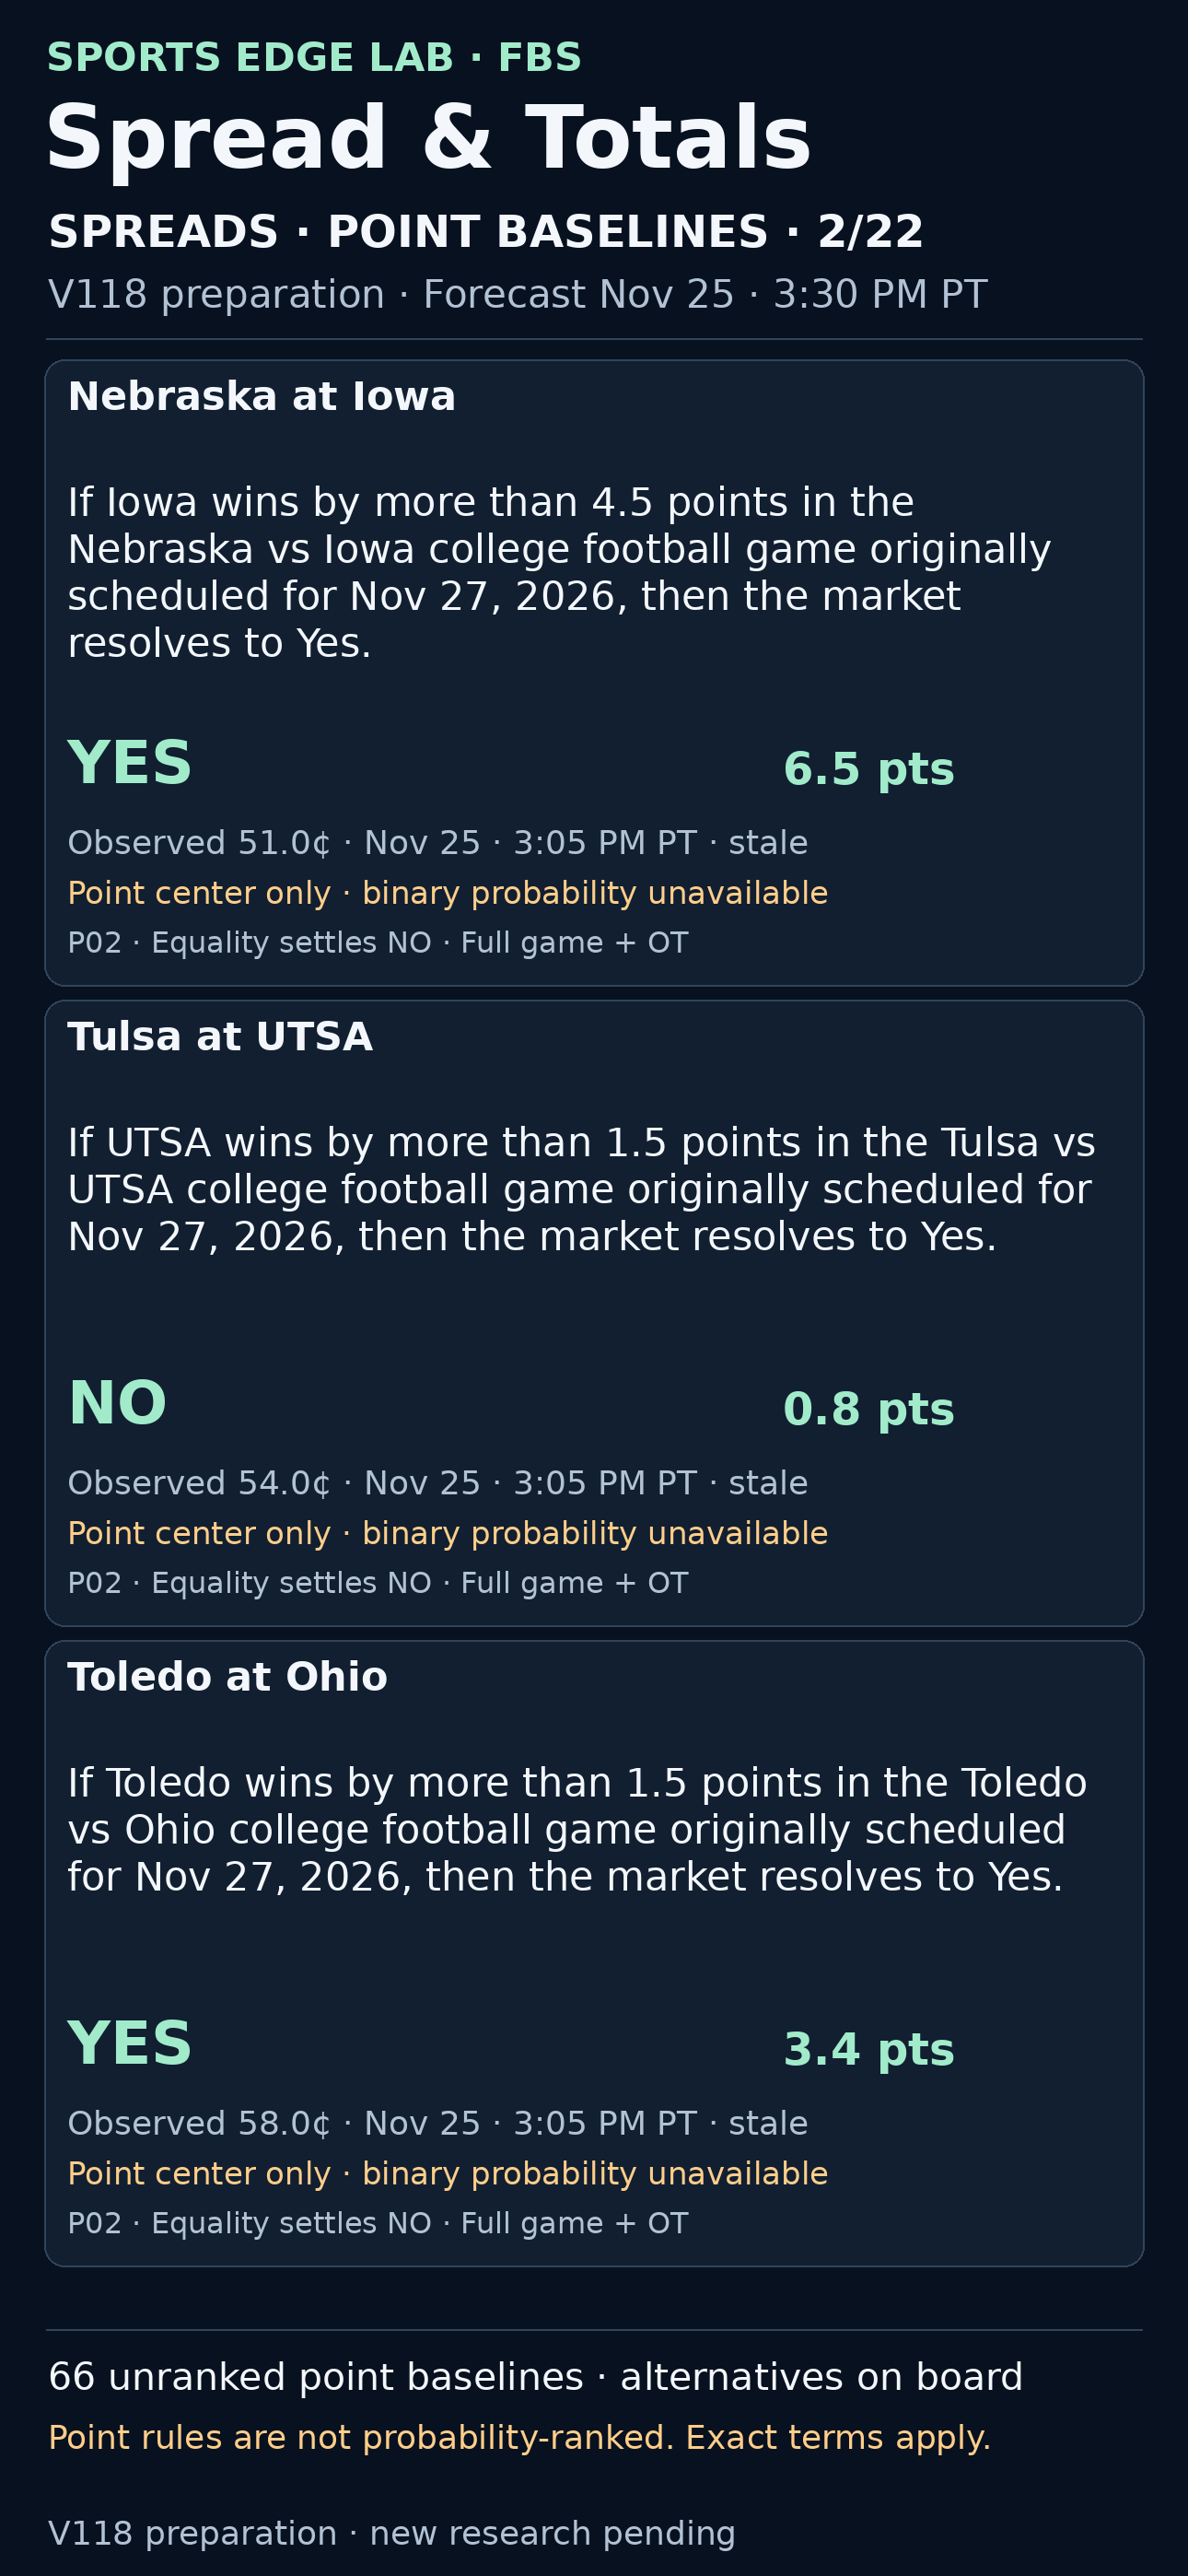 SPORTS EDGE LAB · FBS
Spread & Totals
SPREADS · POINT BASELINES · 2/22
V118 preparation · Forecast Nov 25 · 3:30 PM PT
Nebraska at Iowa
If Iowa wins by more than 4.5 points in the
Nebraska vs Iowa college football game originally
scheduled for Nov 27, 2026, then the market
resolves to Yes.
YES 6.5 pts
Observed 51.0¢ · Nov 25 · 3:05 PM PT · stale
Point center only · binary probability unavailable
P02 · Equality settles NO · Full game + OT
Tulsa at UTSA
If UTSA wins by more than 1.5 points in the Tulsa vs
UTSA college football game originally scheduled for
Nov 27, 2026, then the market resolves to Yes.
NO 0.8 pts
Observed 54.0¢ · Nov 25 · 3:05 PM PT · stale
Point center only · binary probability unavailable
P02 · Equality settles NO · Full game + OT
Toledo at Ohio
If Toledo wins by more than 1.5 points in the Toledo
vs Ohio college football game originally scheduled
for Nov 27, 2026, then the market resolves to Yes.
YES 3.4 pts
Observed 58.0¢ · Nov 25 · 3:05 PM PT · stale
Point center only · binary probability unavailable
P02 · Equality settles NO · Full game + OT
66 unranked point baselines · alternatives on board
Point rules are not probability-ranked. Exact terms apply.
V118 preparation · new research pending